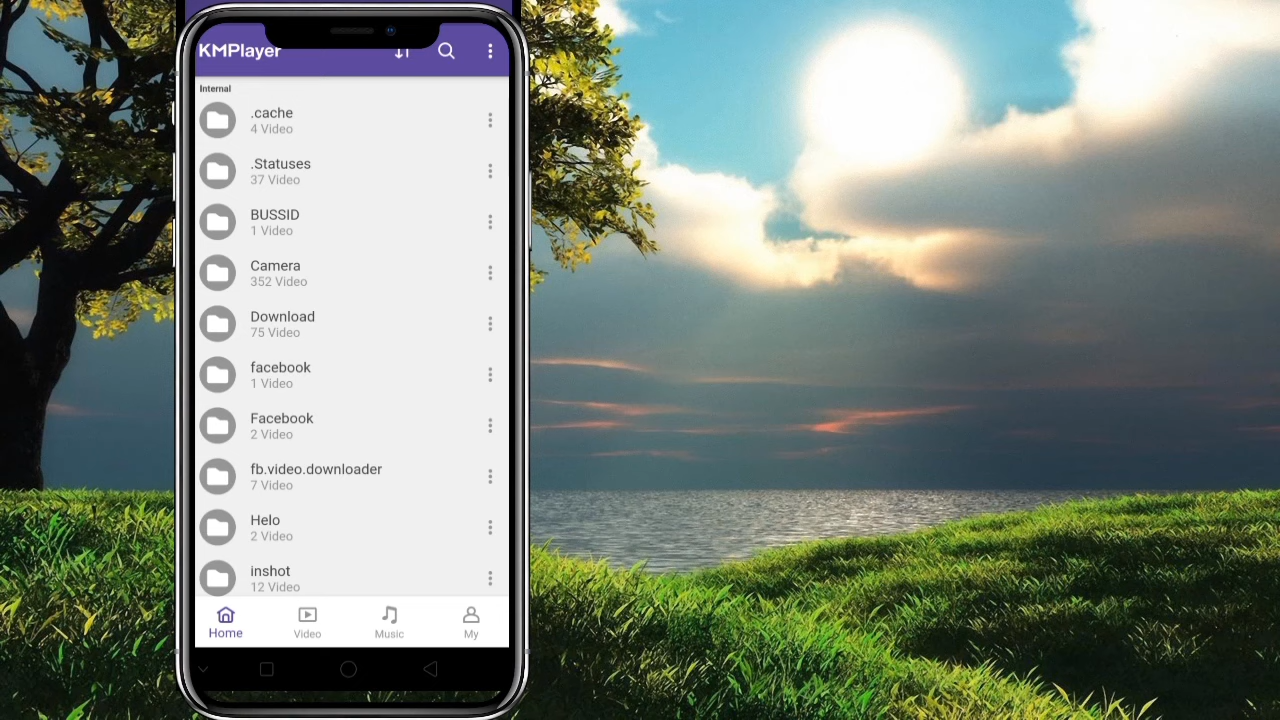 KMPlayer
Internal
.cache
4 Video
.Statuses
37 Video
BUSSID
1 Video
Camera
352 Video
Download
75 Video
facebook
1 Video
Facebook
2 Video
fb.video.downloader
7 Video
Helo
2 Video
inshot
12 Video
Home
Video
Music
My